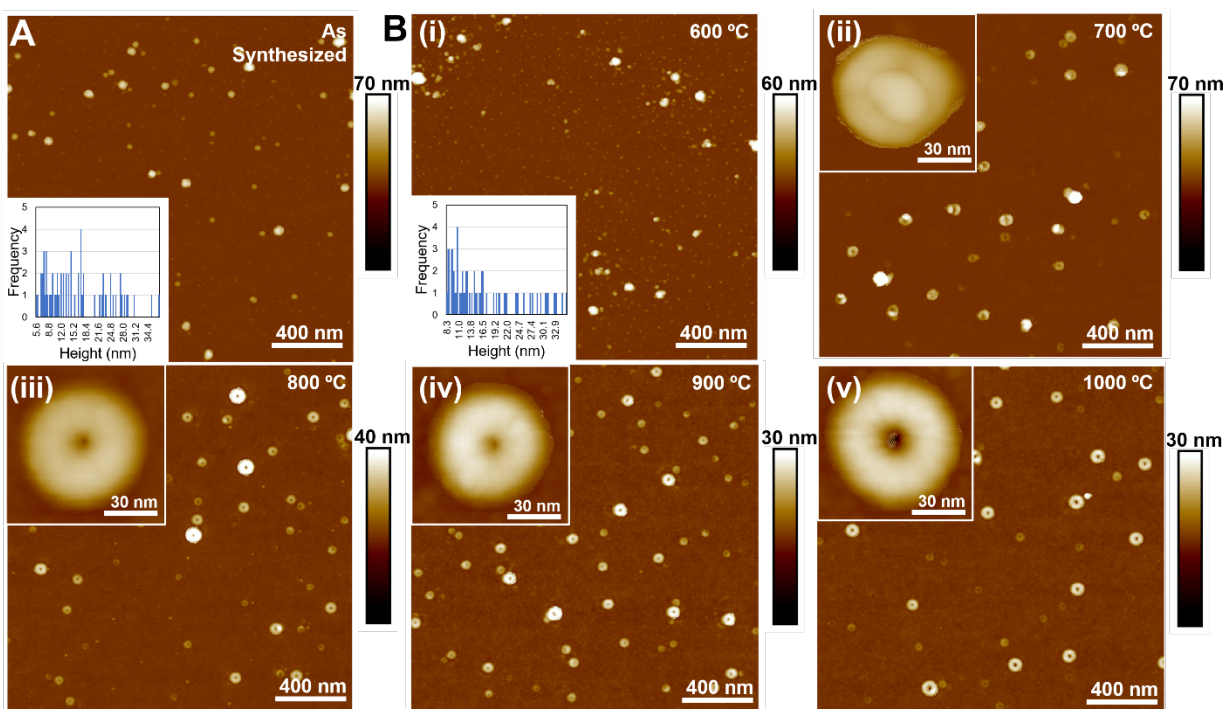 A
As
Synthesized
70 nm
5
4
3
2
1
0
Frequency
5.6 8.8 12.0 15.2 18.4 21.6 24.8 28.0 31.2 34.4
Height (nm)
400 nm
B
(i)
600 ºC
60 nm
5
4
3
2
1
0
Frequency
8.3 11.0 13.8 16.5 19.2 22.0 24.7 27.4 30.1 32.9
Height (nm)
400 nm
(ii)
700 ºC
30 nm
70 nm
400 nm
(iii)
800 ºC
30 nm
40 nm
400 nm
(iv)
900 ºC
30 nm
30 nm
400 nm
(v)
1000 ºC
30 nm
30 nm
400 nm